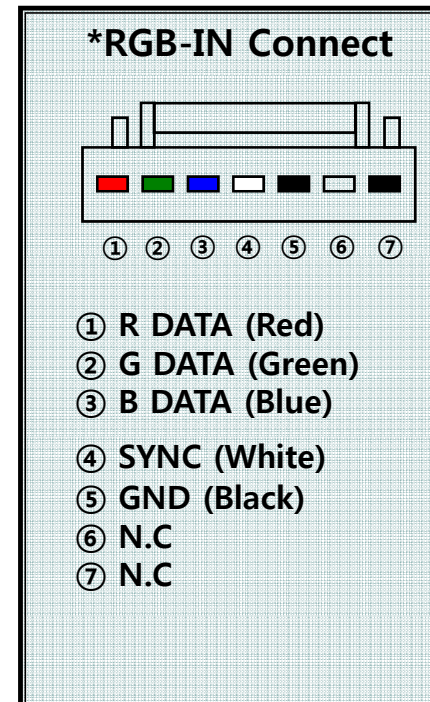 *RGB-IN Connect
① ② ③ ④ ⑤ ⑥ ⑦
① R DATA (Red)
② G DATA (Green)
③ B DATA (Blue)
④ SYNC (White)
⑤ GND (Black)
⑥ N.C
⑦ N.C